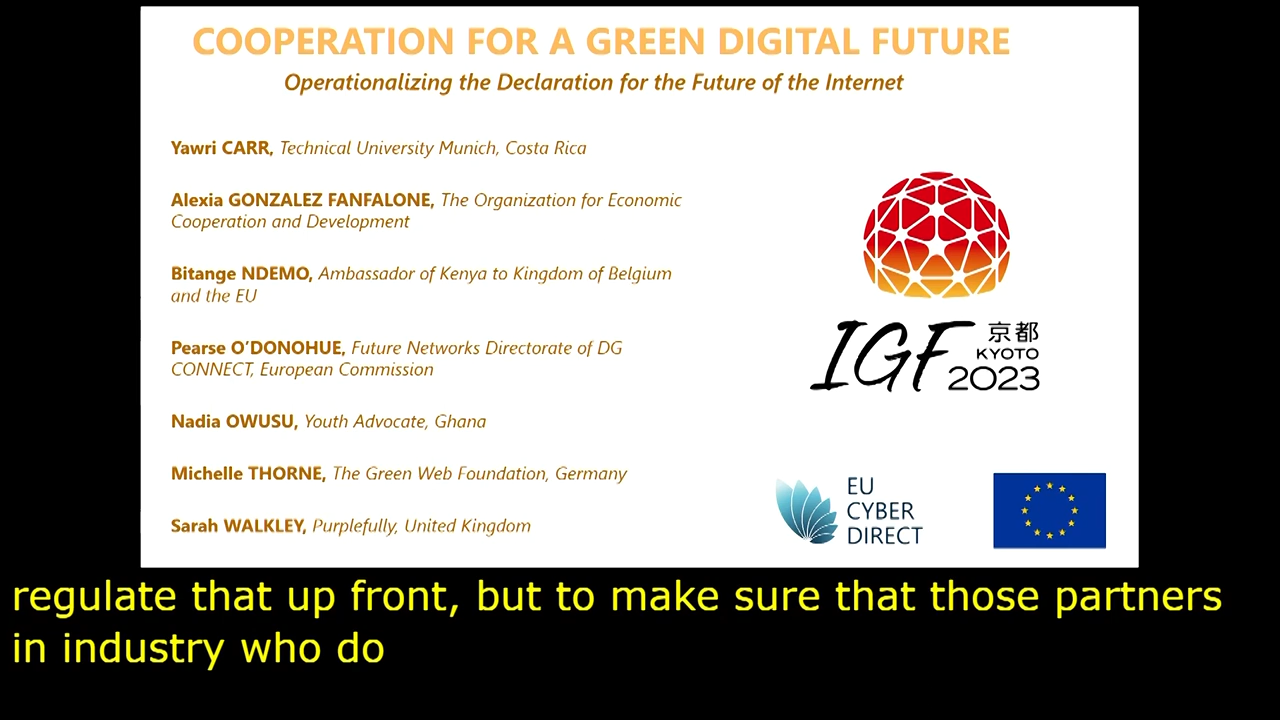 COOPERATION FOR A GREEN DIGITAL FUTURE
Operationalizing the Declaration for the Future of the Internet
Yawri CARR, Technical University Munich, Costa Rica
Alexia GONZALEZ FANFALONE, The Organization for Economic
Cooperation and Development
Bitange NDEMO, Ambassador of Kenya to Kingdom of Belgium
and the EU
Pearse O'DONOHUE, Future Networks Directorate of DG
CONNECT, European Commission
Nadia OWUSU, Youth Advocate, Ghana
Michelle THORNE, The Green Web Foundation, Germany
Sarah WALKLEY, Purplefully, United Kingdom
IGF 京都
KYOTO
2023
EU
CYBER
DIRECT
regulate that up front, but to make sure that those partners
in industry who do